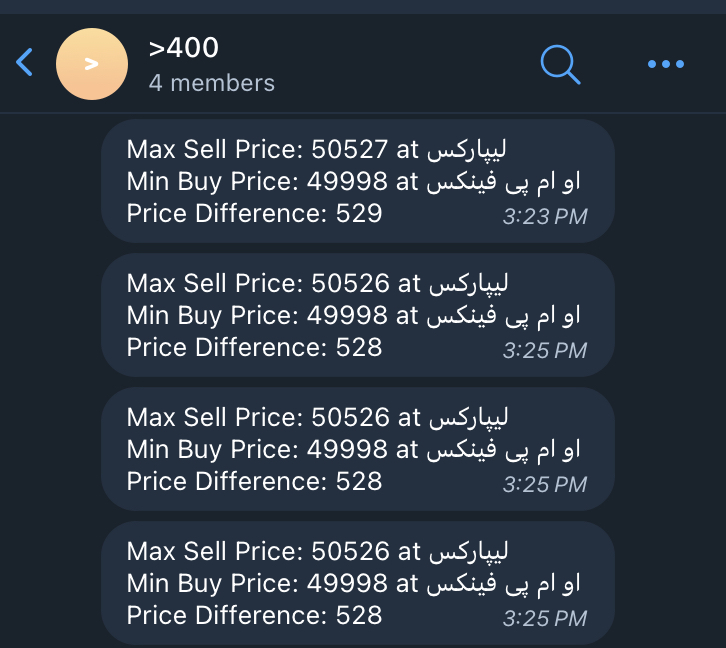 >400
4 members
>
Max Sell Price: 50527 at لیپارکس
Min Buy Price: 49998 at او ام پی فینکس
Price Difference: 529
3:23 PM
Max Sell Price: 50526 at لیپارکس
Min Buy Price: 49998 at او ام پی فینکس
Price Difference: 528
3:25 PM
Max Sell Price: 50526 at لیپارکس
Min Buy Price: 49998 at او ام پی فینکس
Price Difference: 528
3:25 PM
Max Sell Price: 50526 at لیپارکس
Min Buy Price: 49998 at او ام پی فینکس
Price Difference: 528
3:25 PM